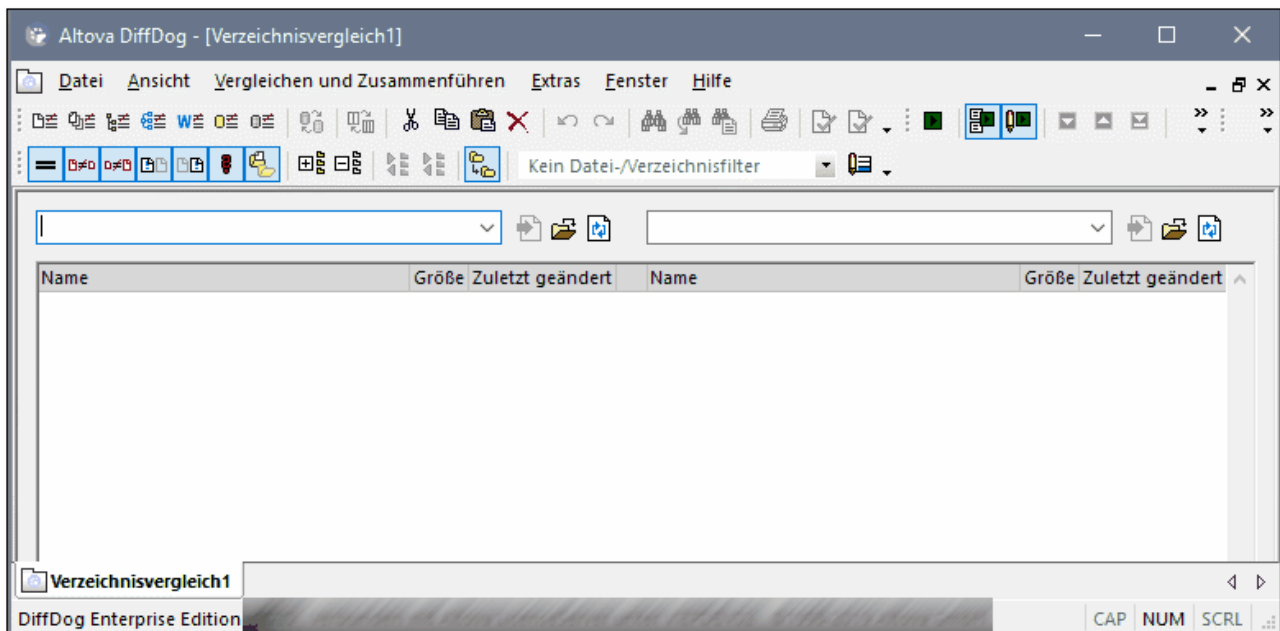 Altova DiffDog - [Verzeichnisvergleich1]
Datei Ansicht Vergleichen und Zusammenführen Extras Fenster Hilfe
Kein Datei-/Verzeichnisfilter
Name Größe Zuletzt geändert Name Größe Zuletzt geändert
Verzeichnisvergleich1
DiffDog Enterprise Edition CAP NUM SCRL